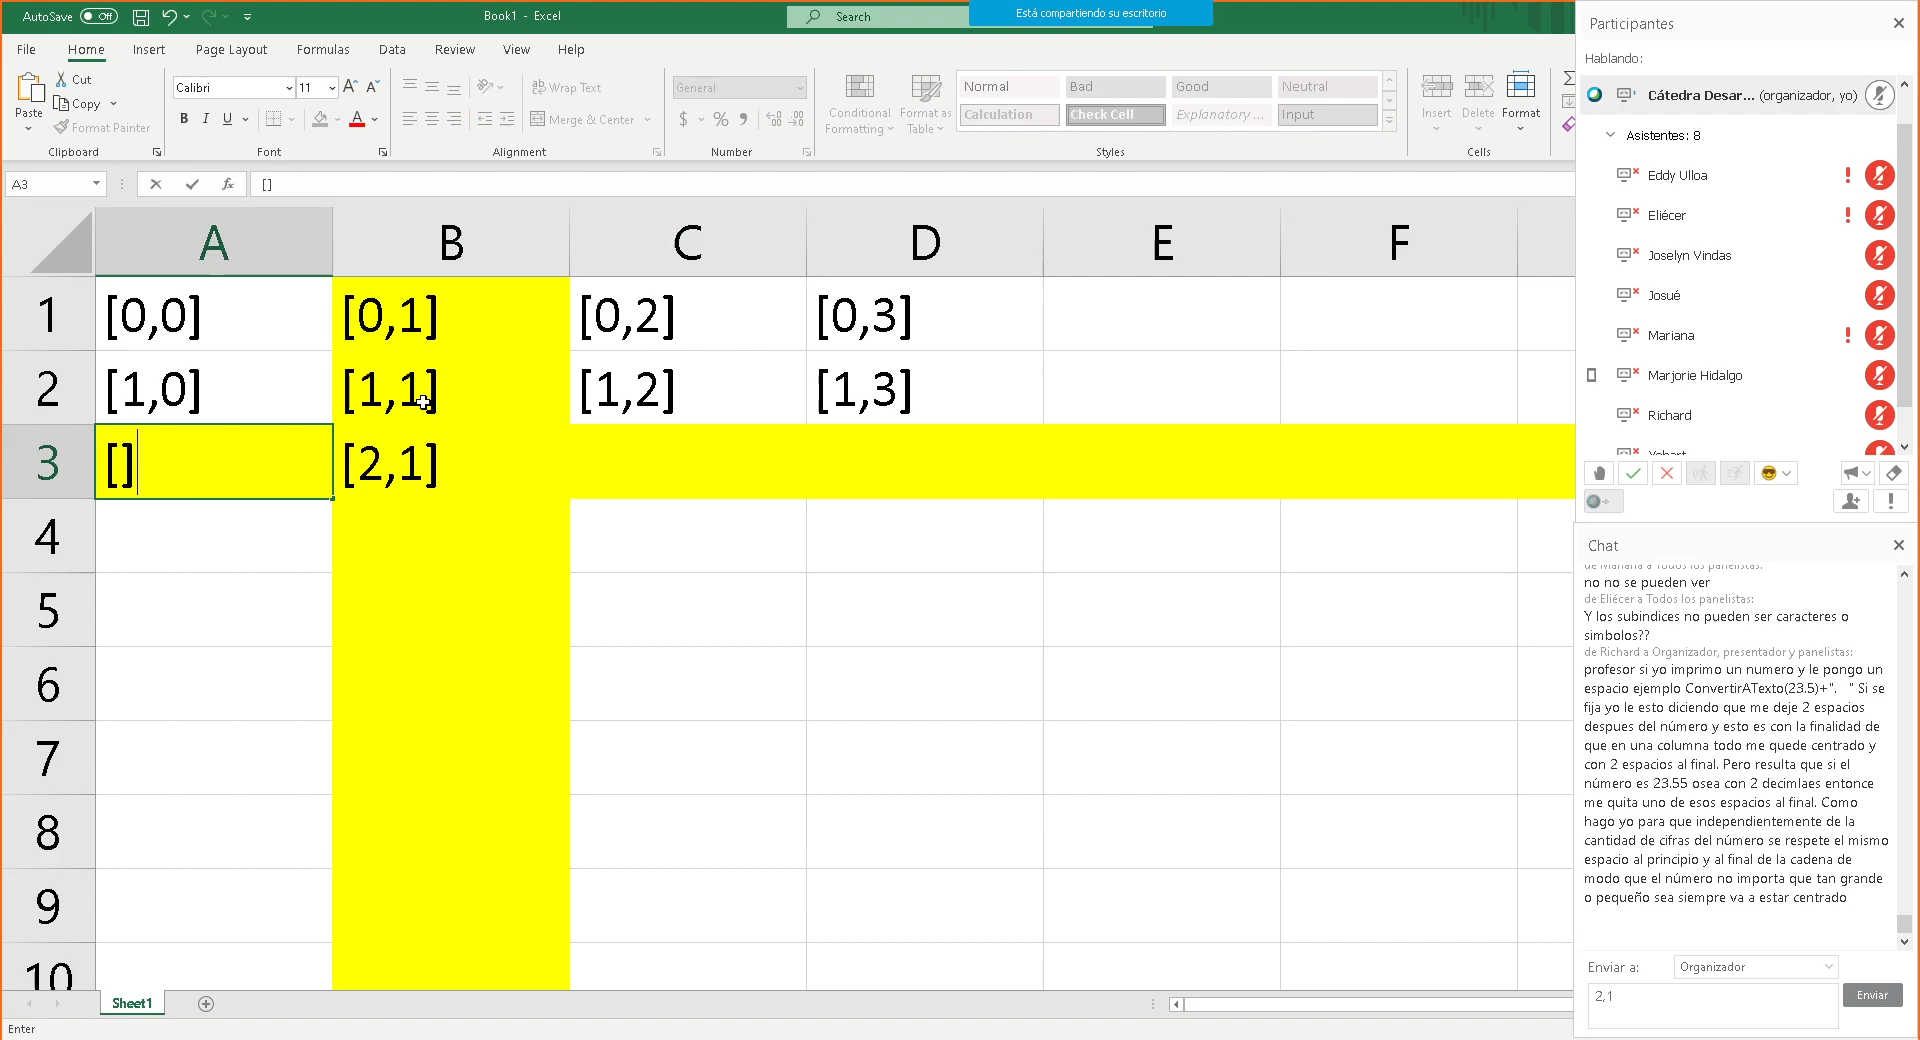 AutoSave Off Book1 - Excel Search Está compartiendo su escritorio
File Home Insert Page Layout Formulas Data Review View Help
Paste Cut Copy Format Painter Clipboard
Calibri 11 B I U Font
Wrap Text Merge & Center Alignment
General $ % Number
Conditional Formatting Format as Table
Normal Bad Good Neutral
Calculation Check Cell Explanatory ... Input
Styles
Insert Delete Format
Cells
A3 fx []
A B C D E F
1 [0,0] [0,1] [0,2] [0,3]
2 [1,0] [1,1] [1,2] [1,3]
3 [] [2,1]
4
5
6
7
8
9
10
Sheet1
Enter
Participantes
Hablando:
Cátedra Desar... (organizador, yo)
Asistentes: 8
Eddy Ulloa
Eliécer
Joselyn Vindas
Josué
Mariana
Marjorie Hidalgo
Richard
Chat
de Mariana a Todos los panelistas:
no no se pueden ver
de Eliécer a Todos los panelistas:
Y los subindices no pueden ser caracteres o
simbolos??
de Richard a Organizador, presentador y panelistas:
profesor si yo imprimo un numero y le pongo un
espacio ejemplo ConvertirATexto(23.5)+".   " Si se
fija yo le esto diciendo que me deje 2 espacios
despues del número y esto es con la finalidad de
que en una columna todo me quede centrado y
con 2 espacios al final. Pero resulta que si el
número es 23.55 osea con 2 decimlaes entonce
me quita uno de esos espacios al final. Como
hago yo para que independientemente de la
cantidad de cifras del número se respete el mismo
espacio al principio y al final de la cadena de
modo que el número no importa que tan grande
o pequeño sea siempre va a estar centrado
Enviar a: Organizador
2,1
Enviar